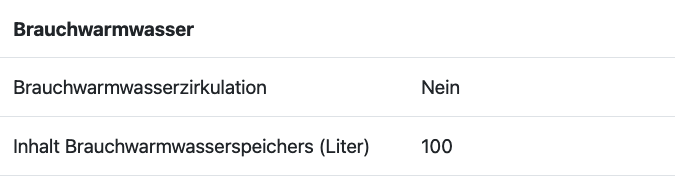 Brauchwarmwasser
Brauchwarmwasserzirkulation Nein
Inhalt Brauchwarmwasserspeichers (Liter) 100